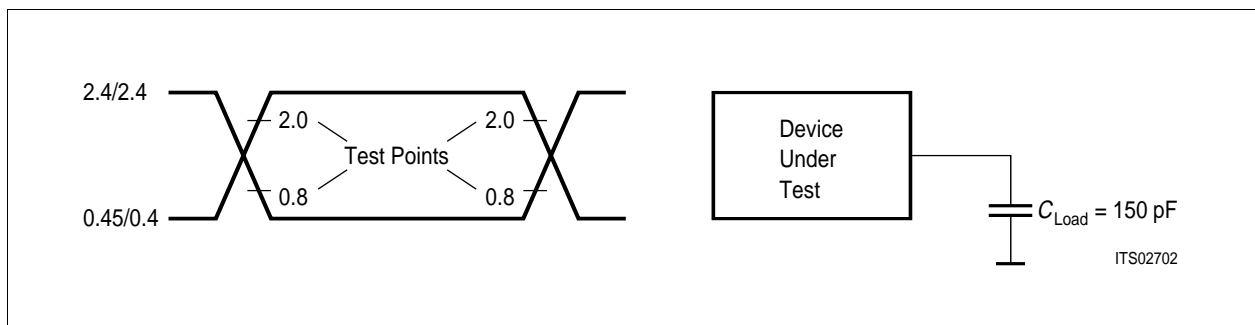 2.4/2.4
2.0
2.0
Test Points
0.8
0.8
0.45/0.4
Device
Under
Test
C Load = 150 pF
ITS02702